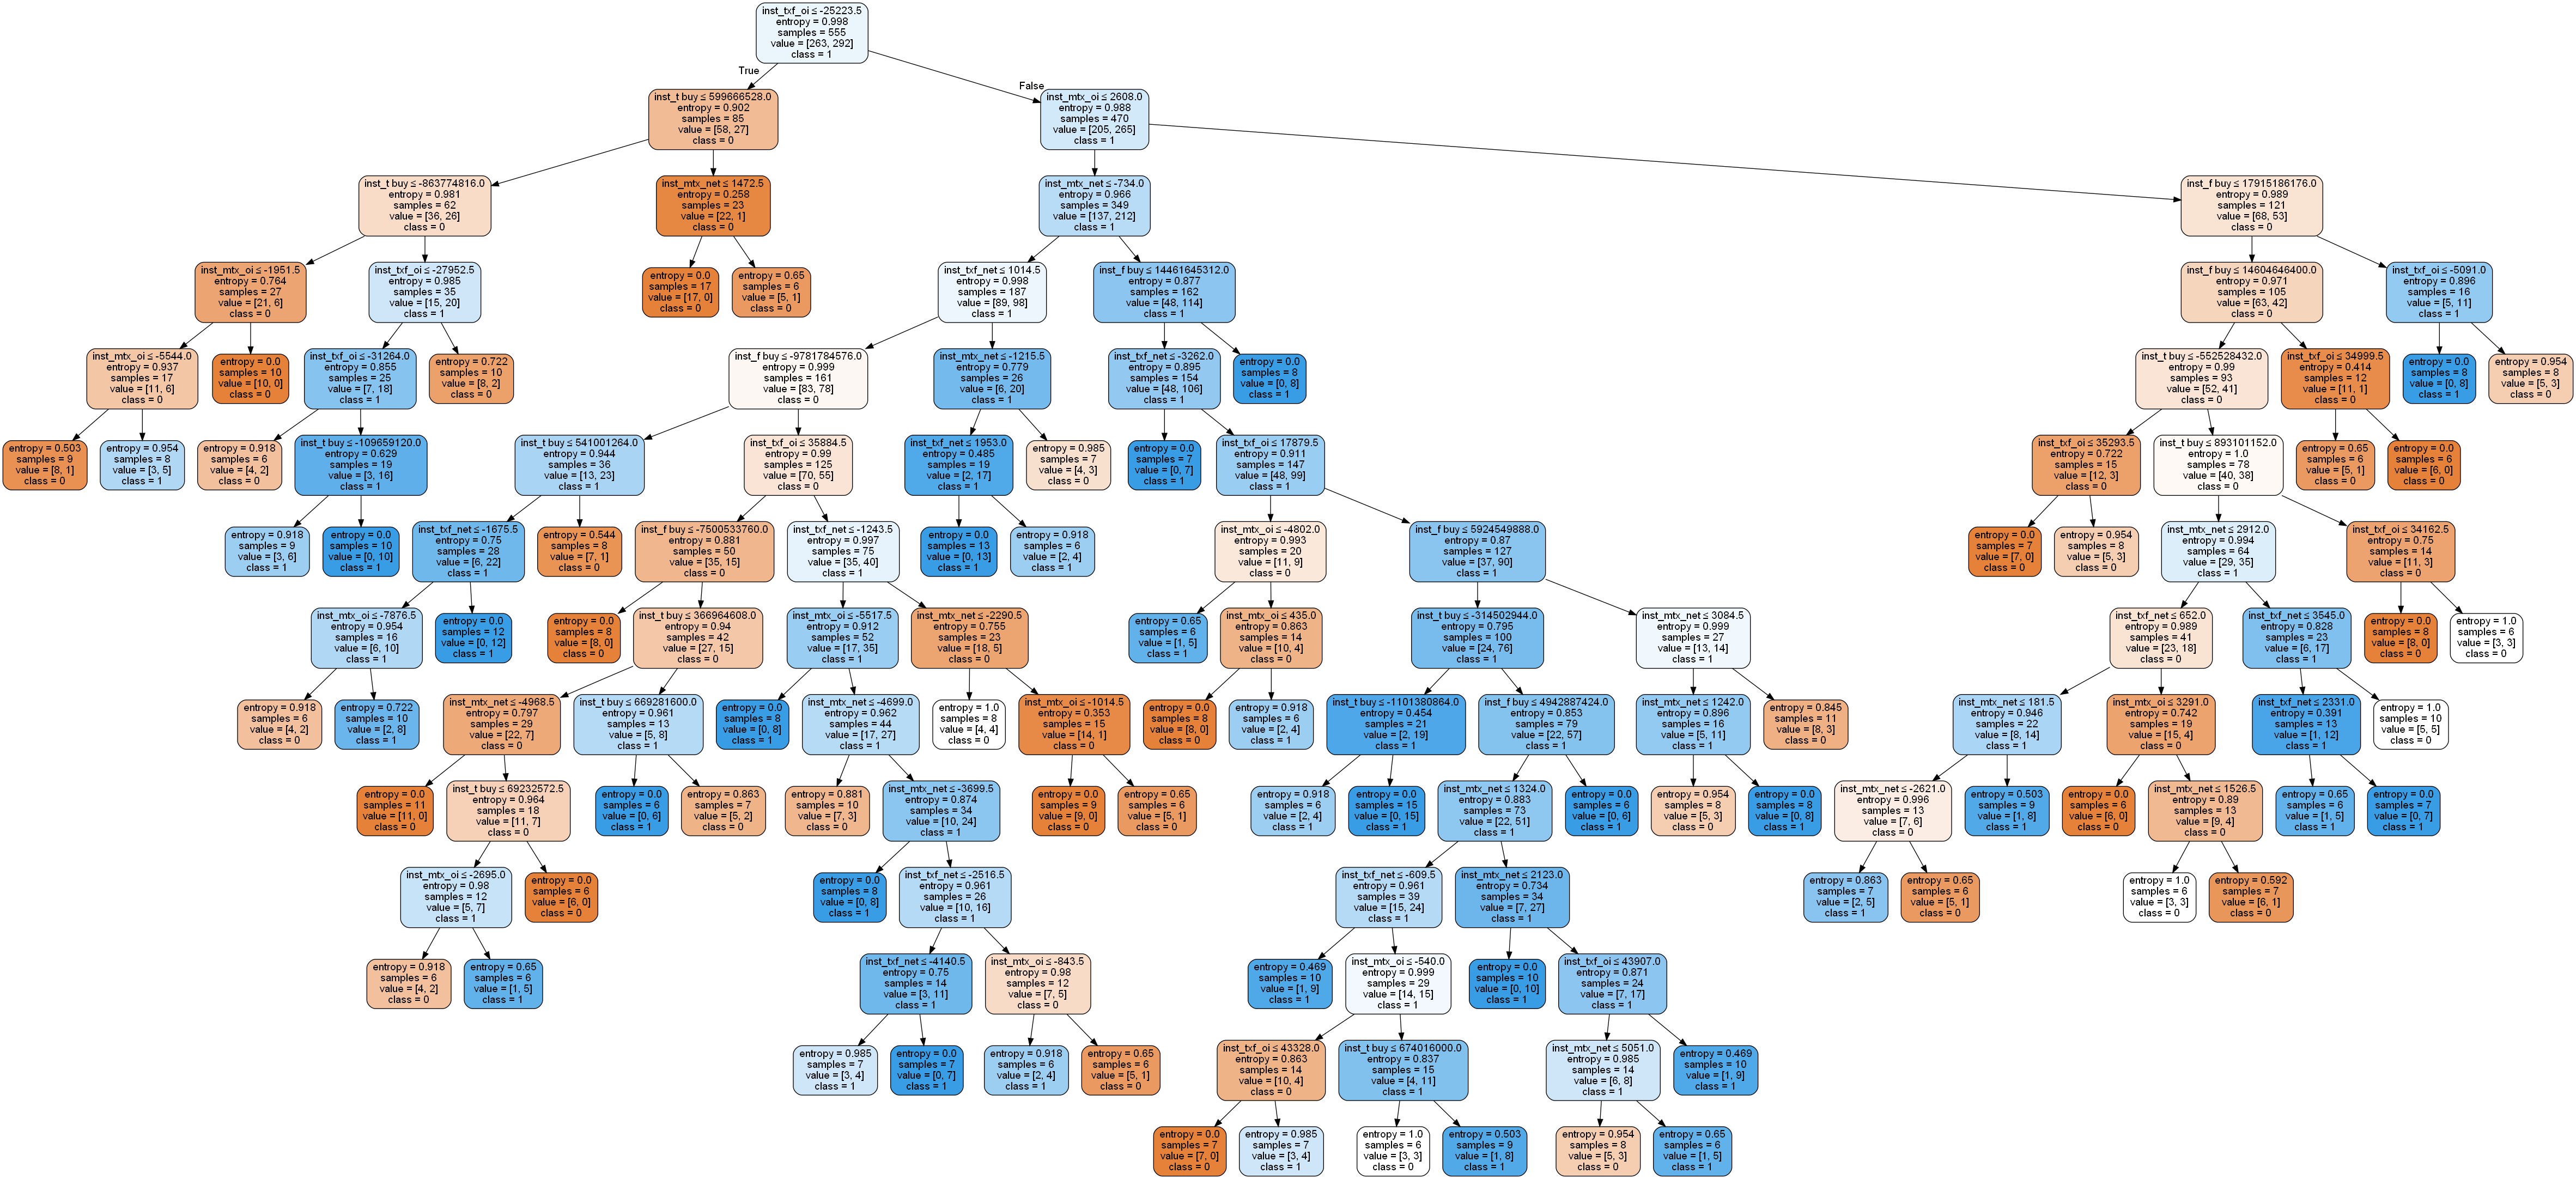 inst_txf_oi ≤ -25223.5
entropy = 0.998
samples = 555
value = [263, 292]
class = 1
True
False
inst_t buy ≤ 599666528.0
entropy = 0.902
samples = 85
value = [58, 27]
class = 0
inst_mtx_oi ≤ 2608.0
entropy = 0.988
samples = 470
value = [205, 265]
class = 1
inst_t buy ≤ -863774816.0
entropy = 0.981
samples = 62
value = [36, 26]
class = 0
inst_mtx_net ≤ 1472.5
entropy = 0.258
samples = 23
value = [22, 1]
class = 0
inst_mtx_net ≤ -734.0
entropy = 0.966
samples = 349
value = [137, 212]
class = 1
inst_f buy ≤ 17915186176.0
entropy = 0.989
samples = 121
value = [68, 53]
class = 0
inst_mtx_oi ≤ -1951.5
entropy = 0.764
samples = 27
value = [21, 6]
class = 0
inst_txf_oi ≤ -27952.5
entropy = 0.985
samples = 35
value = [15, 20]
class = 1
entropy = 0.0
samples = 17
value = [17, 0]
class = 0
entropy = 0.65
samples = 6
value = [5, 1]
class = 0
inst_txf_net ≤ 1014.5
entropy = 0.998
samples = 187
value = [89, 98]
class = 1
inst_f buy ≤ 14461645312.0
entropy = 0.877
samples = 162
value = [48, 114]
class = 1
inst_f buy ≤ 14604646400.0
entropy = 0.971
samples = 105
value = [63, 42]
class = 0
inst_txf_oi ≤ -5091.0
entropy = 0.896
samples = 16
value = [5, 11]
class = 1
inst_mtx_oi ≤ -5544.0
entropy = 0.937
samples = 17
value = [11, 6]
class = 0
entropy = 0.0
samples = 10
value = [10, 0]
class = 0
inst_txf_oi ≤ -31264.0
entropy = 0.855
samples = 25
value = [7, 18]
class = 1
entropy = 0.722
samples = 10
value = [8, 2]
class = 0
inst_f buy ≤ -9781784576.0
entropy = 0.999
samples = 161
value = [83, 78]
class = 0
inst_mtx_net ≤ -1215.5
entropy = 0.779
samples = 26
value = [6, 20]
class = 1
inst_txf_net ≤ -3262.0
entropy = 0.895
samples = 154
value = [48, 106]
class = 1
entropy = 0.0
samples = 8
value = [0, 8]
class = 1
inst_t buy ≤ -552528432.0
entropy = 0.99
samples = 93
value = [52, 41]
class = 0
inst_txf_oi ≤ 34999.5
entropy = 0.414
samples = 12
value = [11, 1]
class = 0
entropy = 0.0
samples = 8
value = [0, 8]
class = 1
entropy = 0.954
samples = 8
value = [5, 3]
class = 0
entropy = 0.503
samples = 9
value = [8, 1]
class = 0
entropy = 0.954
samples = 8
value = [3, 5]
class = 1
entropy = 0.918
samples = 6
value = [4, 2]
class = 0
inst_t buy ≤ -109659120.0
entropy = 0.629
samples = 19
value = [3, 16]
class = 1
inst_t buy ≤ 541001264.0
entropy = 0.944
samples = 36
value = [13, 23]
class = 1
inst_txf_oi ≤ 35884.5
entropy = 0.99
samples = 125
value = [70, 55]
class = 0
inst_txf_net ≤ 1953.0
entropy = 0.485
samples = 19
value = [2, 17]
class = 1
entropy = 0.985
samples = 7
value = [4, 3]
class = 0
entropy = 0.0
samples = 7
value = [0, 7]
class = 1
inst_txf_oi ≤ 17879.5
entropy = 0.911
samples = 147
value = [48, 99]
class = 1
inst_txf_oi ≤ 35293.5
entropy = 0.722
samples = 15
value = [12, 3]
class = 0
inst_t buy ≤ 893101152.0
entropy = 1.0
samples = 78
value = [40, 38]
class = 0
entropy = 0.65
samples = 6
value = [5, 1]
class = 0
entropy = 0.0
samples = 6
value = [6, 0]
class = 0
entropy = 0.918
samples = 9
value = [3, 6]
class = 1
entropy = 0.0
samples = 10
value = [0, 10]
class = 1
inst_txf_net ≤ -1675.5
entropy = 0.75
samples = 28
value = [6, 22]
class = 1
entropy = 0.544
samples = 8
value = [7, 1]
class = 0
inst_f buy ≤ -7500533760.0
entropy = 0.881
samples = 50
value = [35, 15]
class = 0
inst_txf_net ≤ -1243.5
entropy = 0.997
samples = 75
value = [35, 40]
class = 1
entropy = 0.0
samples = 13
value = [0, 13]
class = 1
entropy = 0.918
samples = 6
value = [2, 4]
class = 1
inst_mtx_oi ≤ -4802.0
entropy = 0.993
samples = 20
value = [11, 9]
class = 0
inst_f buy ≤ 5924549888.0
entropy = 0.87
samples = 127
value = [37, 90]
class = 1
entropy = 0.0
samples = 7
value = [7, 0]
class = 0
entropy = 0.954
samples = 8
value = [5, 3]
class = 0
inst_mtx_net ≤ 2912.0
entropy = 0.994
samples = 64
value = [29, 35]
class = 1
inst_txf_oi ≤ 34162.5
entropy = 0.75
samples = 14
value = [11, 3]
class = 0
inst_mtx_oi ≤ -7876.5
entropy = 0.954
samples = 16
value = [6, 10]
class = 1
entropy = 0.0
samples = 12
value = [0, 12]
class = 1
entropy = 0.0
samples = 8
value = [8, 0]
class = 0
inst_t buy ≤ 366964608.0
entropy = 0.94
samples = 42
value = [27, 15]
class = 0
inst_mtx_oi ≤ -5517.5
entropy = 0.912
samples = 52
value = [17, 35]
class = 1
inst_mtx_net ≤ -2290.5
entropy = 0.755
samples = 23
value = [18, 5]
class = 0
entropy = 0.65
samples = 6
value = [1, 5]
class = 1
inst_mtx_oi ≤ 435.0
entropy = 0.863
samples = 14
value = [10, 4]
class = 0
inst_t buy ≤ -314502944.0
entropy = 0.795
samples = 100
value = [24, 76]
class = 1
inst_mtx_net ≤ 3084.5
entropy = 0.999
samples = 27
value = [13, 14]
class = 1
inst_txf_net ≤ 652.0
entropy = 0.989
samples = 41
value = [23, 18]
class = 0
inst_txf_net ≤ 3545.0
entropy = 0.828
samples = 23
value = [6, 17]
class = 1
entropy = 0.0
samples = 8
value = [8, 0]
class = 0
entropy = 1.0
samples = 6
value = [3, 3]
class = 0
entropy = 0.918
samples = 6
value = [4, 2]
class = 0
entropy = 0.722
samples = 10
value = [2, 8]
class = 1
inst_mtx_net ≤ -4968.5
entropy = 0.797
samples = 29
value = [22, 7]
class = 0
inst_t buy ≤ 669281600.0
entropy = 0.961
samples = 13
value = [5, 8]
class = 1
entropy = 0.0
samples = 8
value = [0, 8]
class = 1
inst_mtx_net ≤ -4699.0
entropy = 0.962
samples = 44
value = [17, 27]
class = 1
entropy = 1.0
samples = 8
value = [4, 4]
class = 0
inst_mtx_oi ≤ -1014.5
entropy = 0.353
samples = 15
value = [14, 1]
class = 0
entropy = 0.0
samples = 8
value = [8, 0]
class = 0
entropy = 0.918
samples = 6
value = [2, 4]
class = 1
inst_t buy ≤ -1101380864.0
entropy = 0.454
samples = 21
value = [2, 19]
class = 1
inst_f buy ≤ 4942887424.0
entropy = 0.853
samples = 79
value = [22, 57]
class = 1
inst_mtx_net ≤ 1242.0
entropy = 0.896
samples = 16
value = [5, 11]
class = 1
entropy = 0.845
samples = 11
value = [8, 3]
class = 0
inst_mtx_net ≤ 181.5
entropy = 0.946
samples = 22
value = [8, 14]
class = 1
inst_mtx_oi ≤ 3291.0
entropy = 0.742
samples = 19
value = [15, 4]
class = 0
inst_txf_net ≤ 2331.0
entropy = 0.391
samples = 13
value = [1, 12]
class = 1
entropy = 1.0
samples = 10
value = [5, 5]
class = 0
entropy = 0.0
samples = 11
value = [11, 0]
class = 0
inst_t buy ≤ 69232572.5
entropy = 0.964
samples = 18
value = [11, 7]
class = 0
entropy = 0.0
samples = 6
value = [0, 6]
class = 1
entropy = 0.863
samples = 7
value = [5, 2]
class = 0
entropy = 0.881
samples = 10
value = [7, 3]
class = 0
inst_mtx_net ≤ -3699.5
entropy = 0.874
samples = 34
value = [10, 24]
class = 1
entropy = 0.0
samples = 9
value = [9, 0]
class = 0
entropy = 0.65
samples = 6
value = [5, 1]
class = 0
entropy = 0.918
samples = 6
value = [2, 4]
class = 1
entropy = 0.0
samples = 15
value = [0, 15]
class = 1
inst_mtx_net ≤ 1324.0
entropy = 0.883
samples = 73
value = [22, 51]
class = 1
entropy = 0.0
samples = 6
value = [0, 6]
class = 1
entropy = 0.954
samples = 8
value = [5, 3]
class = 0
entropy = 0.0
samples = 8
value = [0, 8]
class = 1
inst_mtx_net ≤ -2621.0
entropy = 0.996
samples = 13
value = [7, 6]
class = 0
entropy = 0.503
samples = 9
value = [1, 8]
class = 1
entropy = 0.0
samples = 6
value = [6, 0]
class = 0
inst_mtx_net ≤ 1526.5
entropy = 0.89
samples = 13
value = [9, 4]
class = 0
entropy = 0.65
samples = 6
value = [1, 5]
class = 1
entropy = 0.0
samples = 7
value = [0, 7]
class = 1
inst_mtx_oi ≤ -2695.0
entropy = 0.98
samples = 12
value = [5, 7]
class = 1
entropy = 0.0
samples = 6
value = [6, 0]
class = 0
entropy = 0.0
samples = 8
value = [0, 8]
class = 1
inst_txf_net ≤ -2516.5
entropy = 0.961
samples = 26
value = [10, 16]
class = 1
inst_txf_net ≤ -609.5
entropy = 0.961
samples = 39
value = [15, 24]
class = 1
inst_mtx_net ≤ 2123.0
entropy = 0.734
samples = 34
value = [7, 27]
class = 1
entropy = 0.863
samples = 7
value = [2, 5]
class = 1
entropy = 0.65
samples = 6
value = [5, 1]
class = 0
entropy = 1.0
samples = 6
value = [3, 3]
class = 0
entropy = 0.592
samples = 7
value = [6, 1]
class = 0
entropy = 0.918
samples = 6
value = [4, 2]
class = 0
entropy = 0.65
samples = 6
value = [1, 5]
class = 1
inst_txf_net ≤ -4140.5
entropy = 0.75
samples = 14
value = [3, 11]
class = 1
inst_mtx_oi ≤ -843.5
entropy = 0.98
samples = 12
value = [7, 5]
class = 0
entropy = 0.469
samples = 10
value = [1, 9]
class = 1
inst_mtx_oi ≤ -540.0
entropy = 0.999
samples = 29
value = [14, 15]
class = 1
entropy = 0.0
samples = 10
value = [0, 10]
class = 1
inst_txf_oi ≤ 43907.0
entropy = 0.871
samples = 24
value = [7, 17]
class = 1
entropy = 0.985
samples = 7
value = [3, 4]
class = 1
entropy = 0.0
samples = 7
value = [0, 7]
class = 1
entropy = 0.918
samples = 6
value = [2, 4]
class = 1
entropy = 0.65
samples = 6
value = [5, 1]
class = 0
inst_txf_oi ≤ 43328.0
entropy = 0.863
samples = 14
value = [10, 4]
class = 0
inst_t buy ≤ 674016000.0
entropy = 0.837
samples = 15
value = [4, 11]
class = 1
inst_mtx_net ≤ 5051.0
entropy = 0.985
samples = 14
value = [6, 8]
class = 1
entropy = 0.469
samples = 10
value = [1, 9]
class = 1
entropy = 0.0
samples = 7
value = [7, 0]
class = 0
entropy = 0.985
samples = 7
value = [3, 4]
class = 1
entropy = 1.0
samples = 6
value = [3, 3]
class = 0
entropy = 0.503
samples = 9
value = [1, 8]
class = 1
entropy = 0.954
samples = 8
value = [5, 3]
class = 0
entropy = 0.65
samples = 6
value = [1, 5]
class = 1